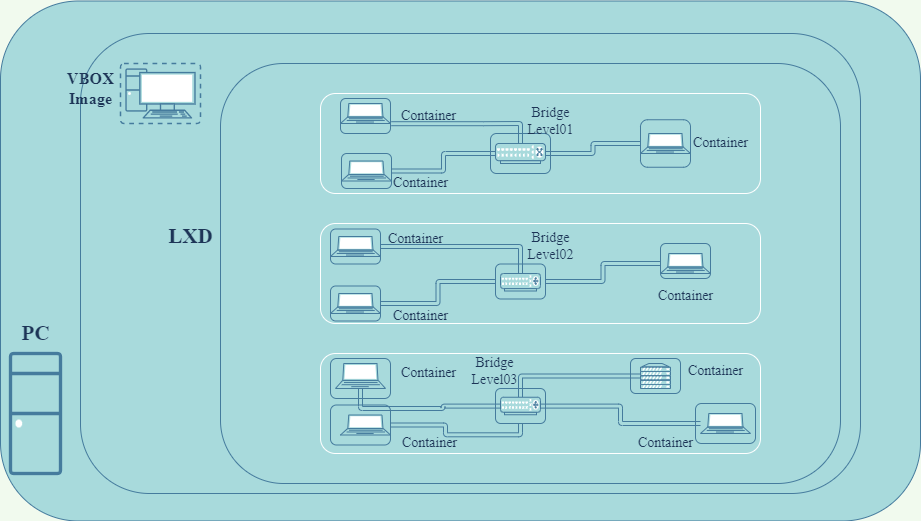 VBOX
Image
LXD
PC
Container
Bridge
Level01
X
Container
Container
Container
Bridge
Level02
Container
Container
Container
Bridge
Level03
Container
Container
Container